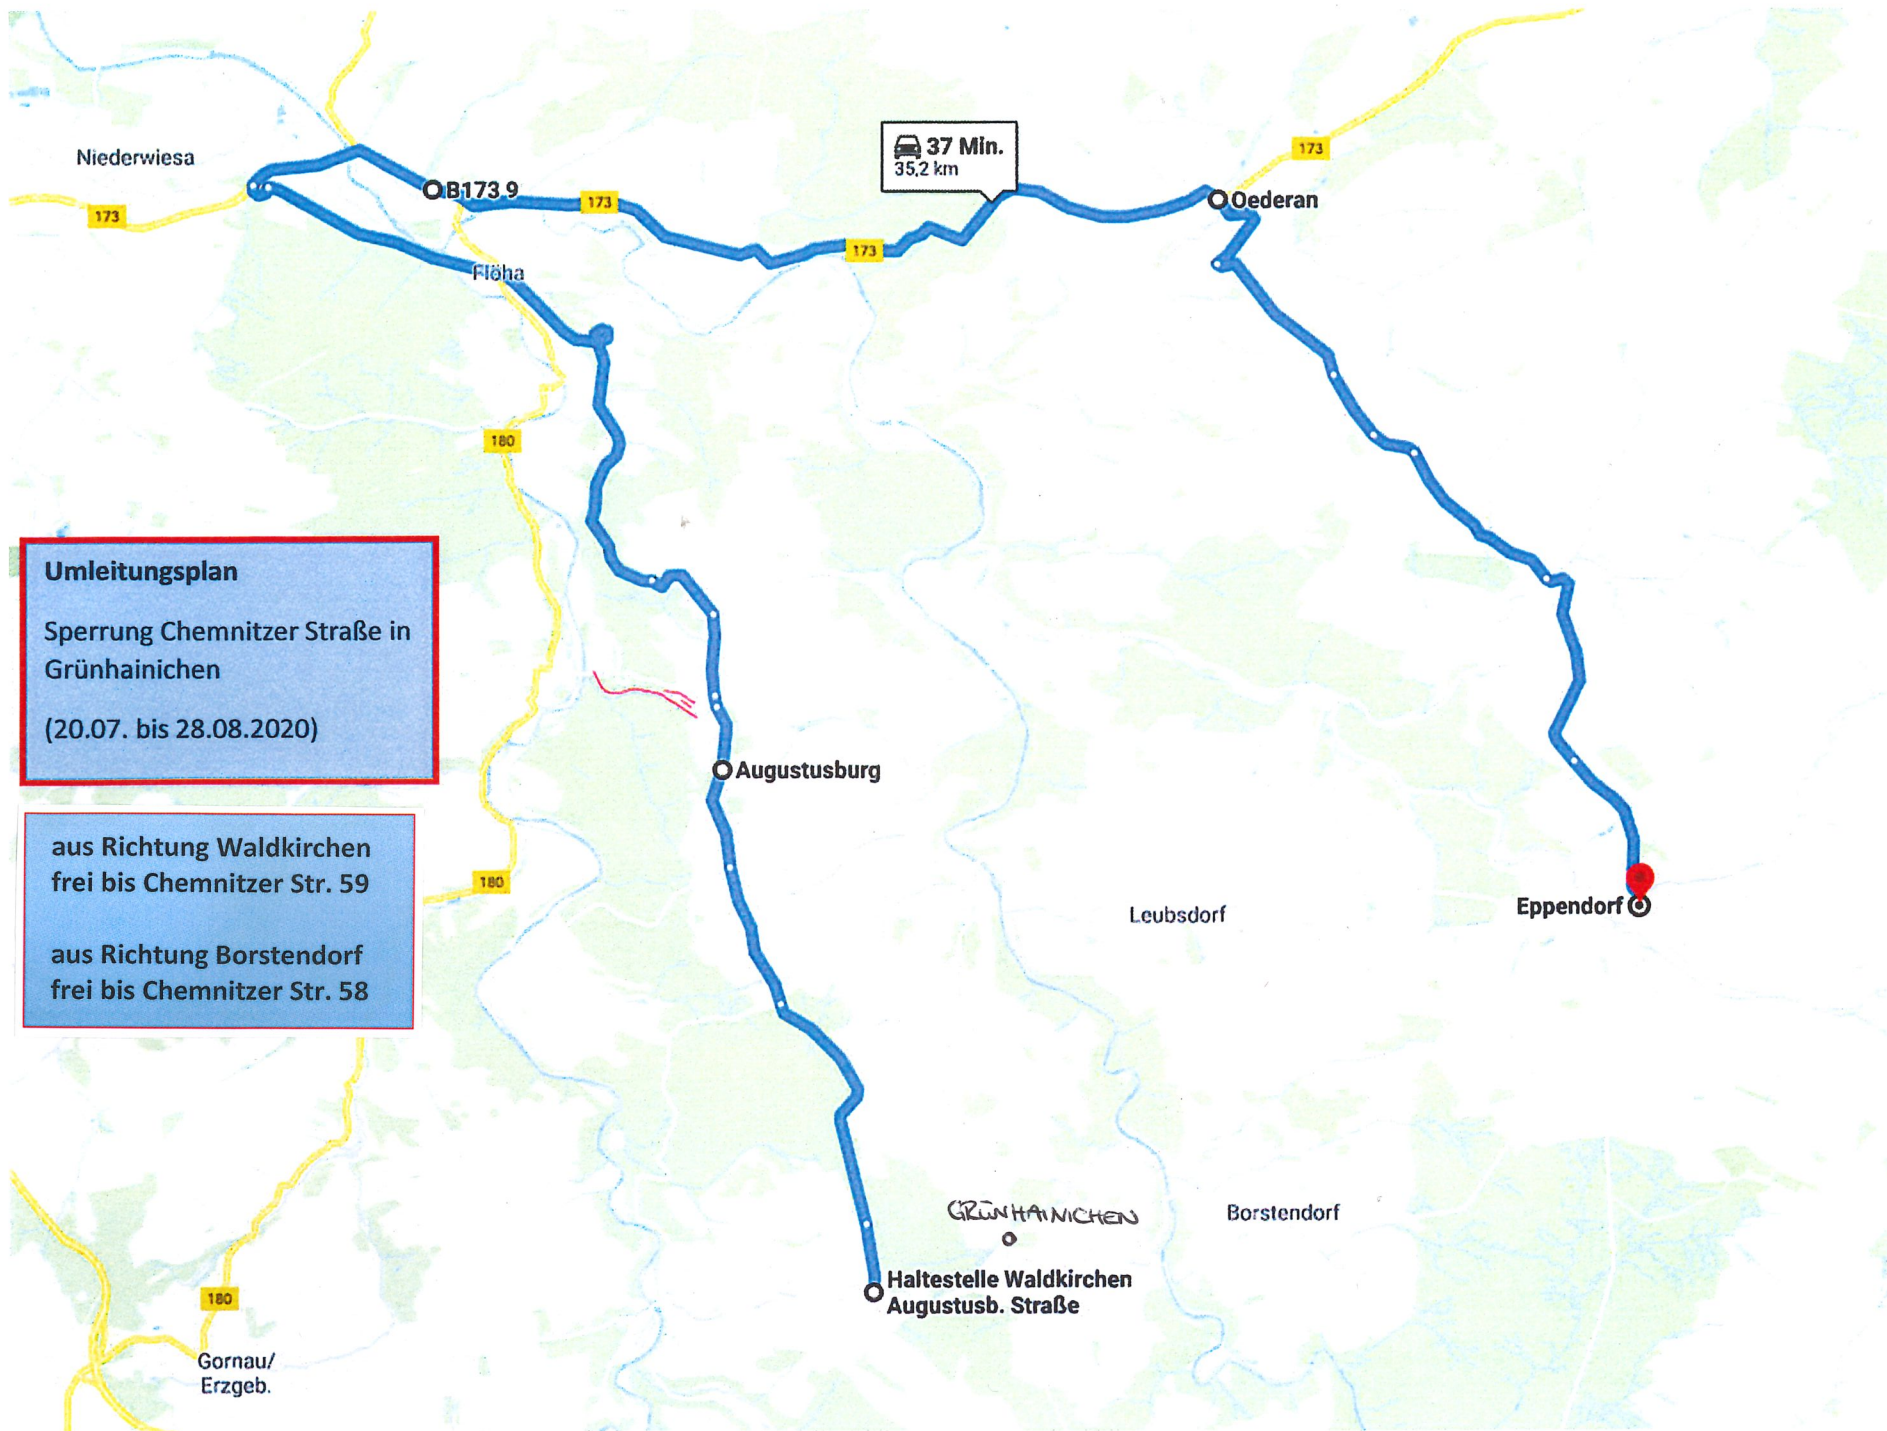 Niederwiesa
173
B173 9
173
173
37 Min.
35,2 km
173
Oederan
Flöha
180
Umleitungsplan
Sperrung Chemnitzer Straße in
Grünhainichen
(20.07. bis 28.08.2020)
Augustusburg
aus Richtung Waldkirchen
frei bis Chemnitzer Str. 59
aus Richtung Borstendorf
frei bis Chemnitzer Str. 58
180
Leubsdorf
Eppendorf
GRÜNHAINICHEN
Borstendorf
Haltestelle Waldkirchen
Augustusb. Straße
180
Gornau/
Erzgeb.